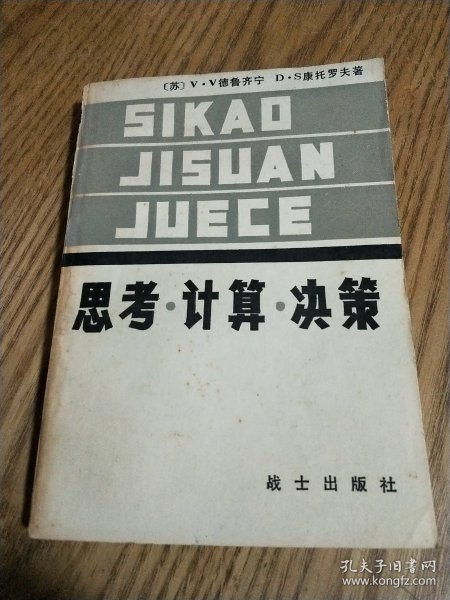 〔苏〕V·V德鲁齐宁 D·S康托罗夫著
SIKAO
JISUAN
JUECE
思考·计算·决策
战士出版社
孔夫子旧书网
www.kongfz.com